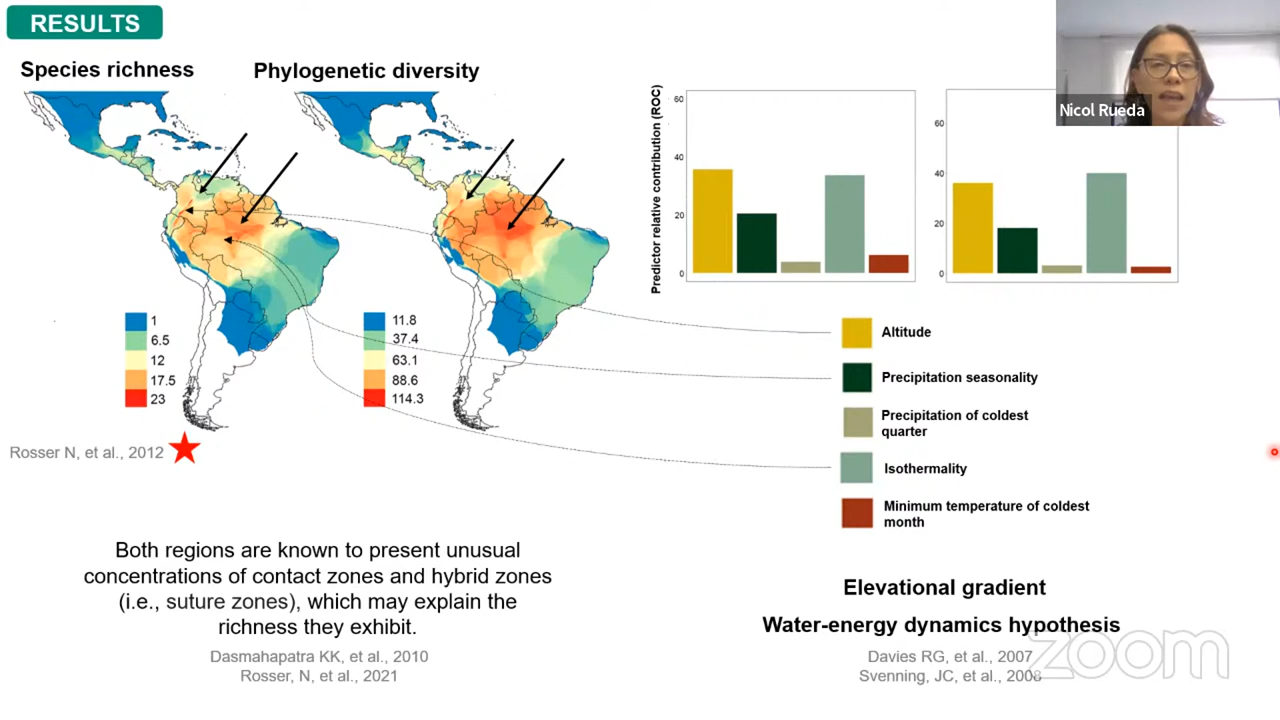 RESULTS
Species richness
Phylogenetic diversity
1
6.5
12
17.5
23
11.8
37.4
63.1
88.6
114.3
Rosser N, et al., 2012
Both regions are known to present unusual
concentrations of contact zones and hybrid zones
(i.e., suture zones), which may explain the
richness they exhibit.
Dasmahapatra KK, et al., 2010
Rosser, N, et al., 2021
Predictor relative contribution (ROC)
60
40
20
0
60
40
20
0
Nicol Rueda
Altitude
Precipitation seasonality
Precipitation of coldest
quarter
Isothermality
Minimum temperature of coldest
month
Elevational gradient
Water-energy dynamics hypothesis
Davies RG, et al., 2007
Svenning, JC, et al., 2008
zoom